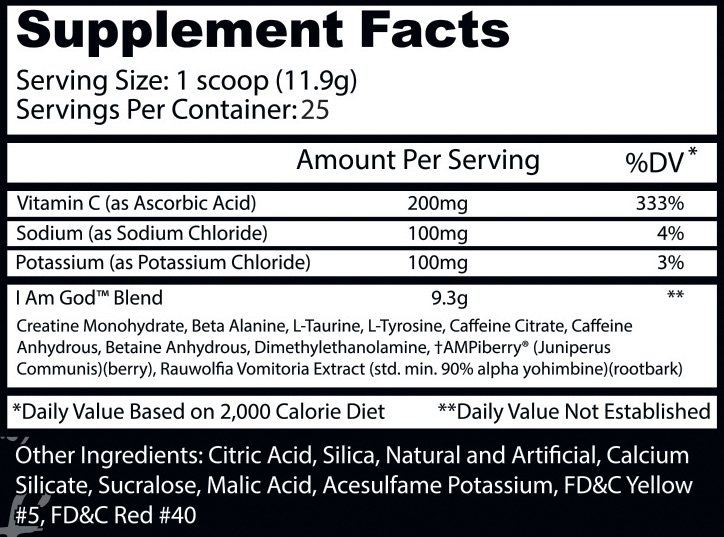 Supplement Facts
Serving Size: 1 scoop (11.9g)
Servings Per Container: 25
Amount Per Serving %DV*
Vitamin C (as Ascorbic Acid) 200mg 333%
Sodium (as Sodium Chloride) 100mg 4%
Potassium (as Potassium Chloride) 100mg 3%
I Am God™ Blend 9.3g **
Creatine Monohydrate, Beta Alanine, L-Taurine, L-Tyrosine, Caffeine Citrate, Caffeine
Anhydrous, Betaine Anhydrous, Dimethylethanolamine, †AMPiberry® (Juniperus
Communis)(berry), Rauwolfia Vomitoria Extract (std. min. 90% alpha yohimbine)(rootbark)
*Daily Value Based on 2,000 Calorie Diet **Daily Value Not Established
Other Ingredients: Citric Acid, Silica, Natural and Artificial, Calcium
Silicate, Sucralose, Malic Acid, Acesulfame Potassium, FD&C Yellow
#5, FD&C Red #40